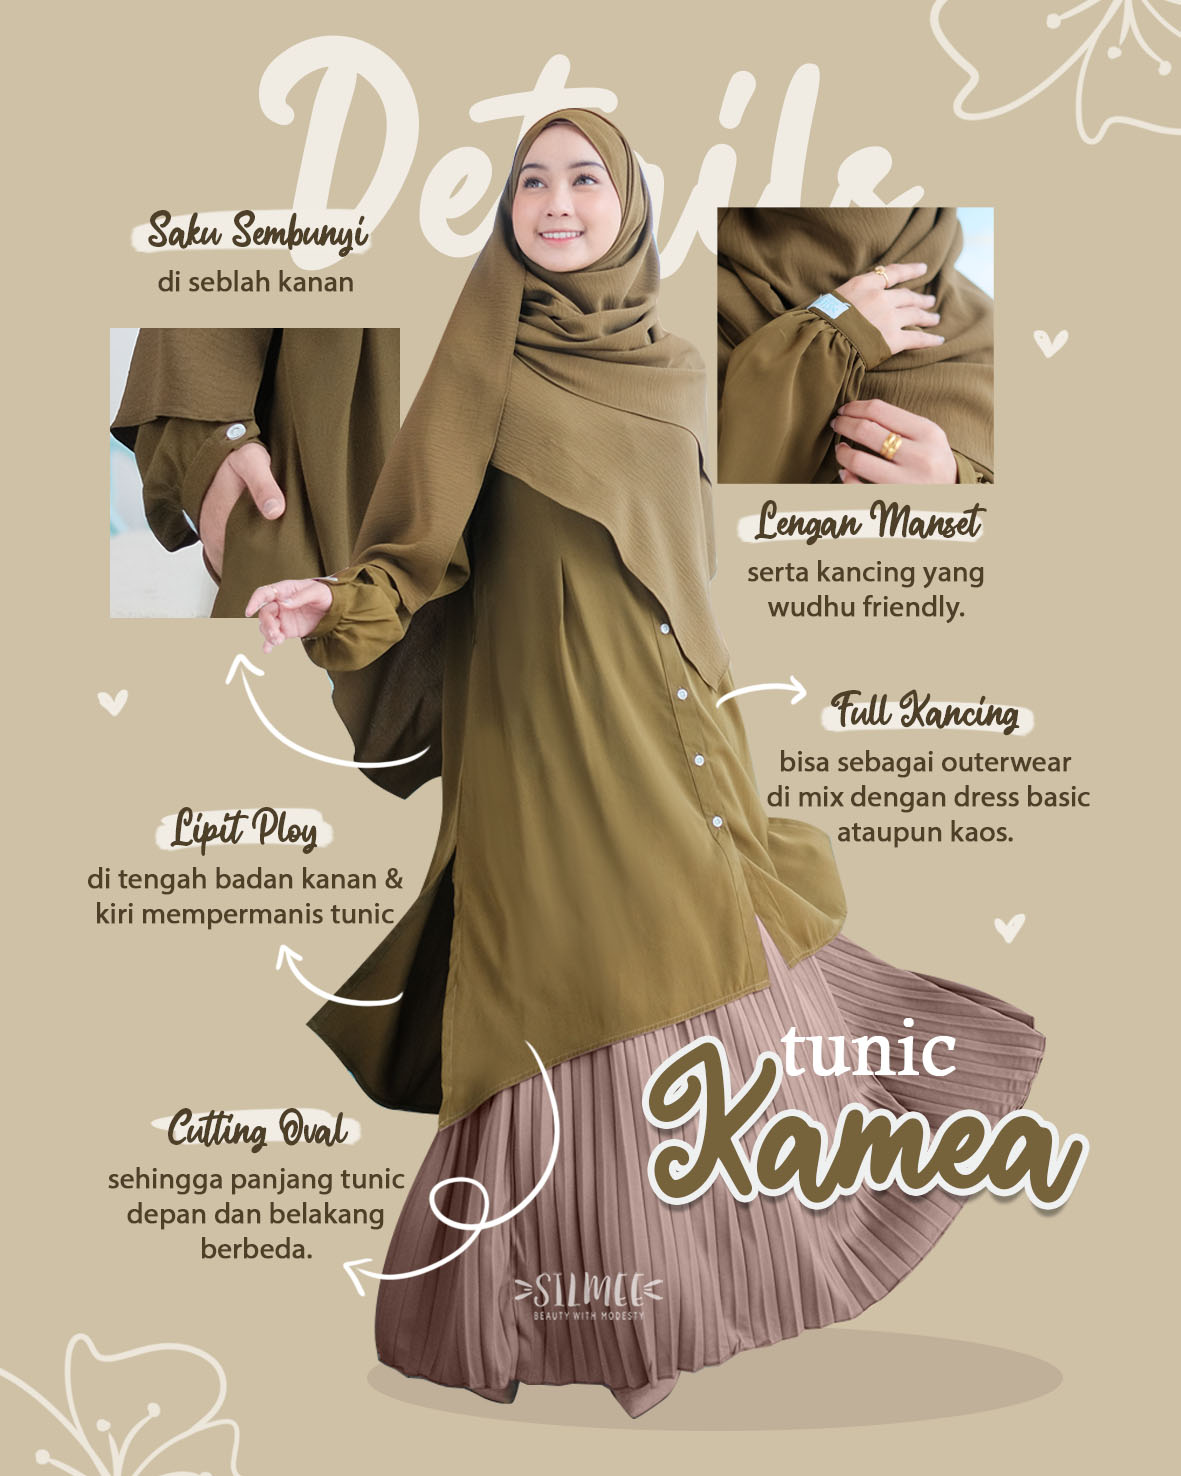 Details
Saku Sembunyi
di seblah kanan
Lengan Manset
serta kancing yang
wudhu friendly.
Full Kancing
bisa sebagai outerwear
di mix dengan dress basic
ataupun kaos.
Lipit Ploy
di tengah badan kanan &
kiri mempermanis tunic
tunic
Kamea
Cutting Oval
sehingga panjang tunic
depan dan belakang
berbeda.
SILMEE
BEAUTY WITH MODESTY